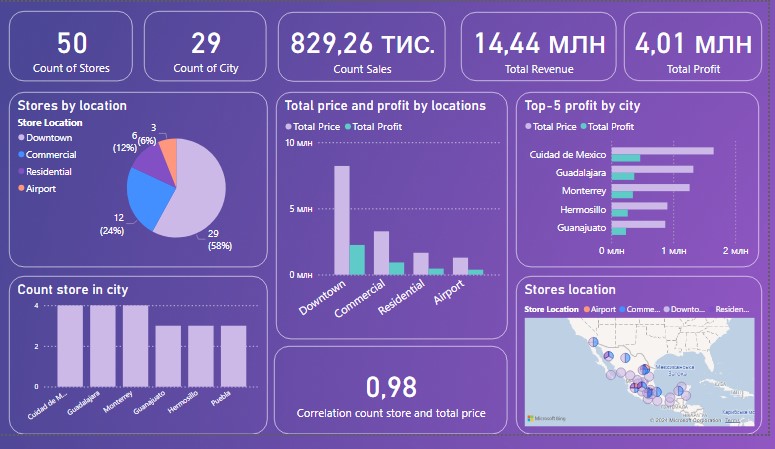 50
Count of Stores
29
Count of City
829,26 тис.
Count Sales
14,44 млн
Total Revenue
4,01 млн
Total Profit
Stores by location
Store Location
Downtown
Commercial
Residential
Airport
3
(6%)
6
(12%)
12
(24%)
29
(58%)
Total price and profit by locations
Total Price Total Profit
10 млн
5 млн
0 млн
Downtown Commercial Residential Airport
Top-5 profit by city
Total Price Total Profit
Cuidad de Mexico
Guadalajara
Monterrey
Hermosillo
Guanajuato
0 млн 1 млн 2 млн
Count store in city
4
2
0
Cuidad de M... Guadalajara Monterrey Guanajuato Hermosillo Puebla
0,98
Correlation count store and total price
Stores location
Store Location Airport Comme... Downto... Residen...
Мексиканська
Затока
Microsoft Bing
© 2024 Microsoft Corporation Terms